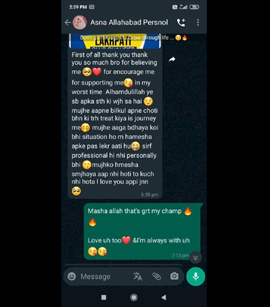 3:39 PM
Asna Allahabad Persnol
LAKHPATI
First of all thank you thank
you so much bro for believing
me 🥺❤️ for encourage me
for supporting me😘 in my
worst time Alhamdulillah ye
sb apka sth ki wjh sa hai 😌
mujhe aapne bilkul apne choti
bhn ki trh treat kiya is journey
me🤗 mujhe aaga bdhaya koi
bhi situation ho m hamesha
apke pas lekr aati hu😘 sirf
professional hi nhi personally
bhi 😘mujhko hmesha
smjhaya aap nhi hoti to kuch
nhi hota I love you appi jnn
🥺
6:59 pm
Masha allah that's grt my champ 🔥
🔥
Love uh too❤️ &I'm always with uh
😘😘
7:13 pm
Message